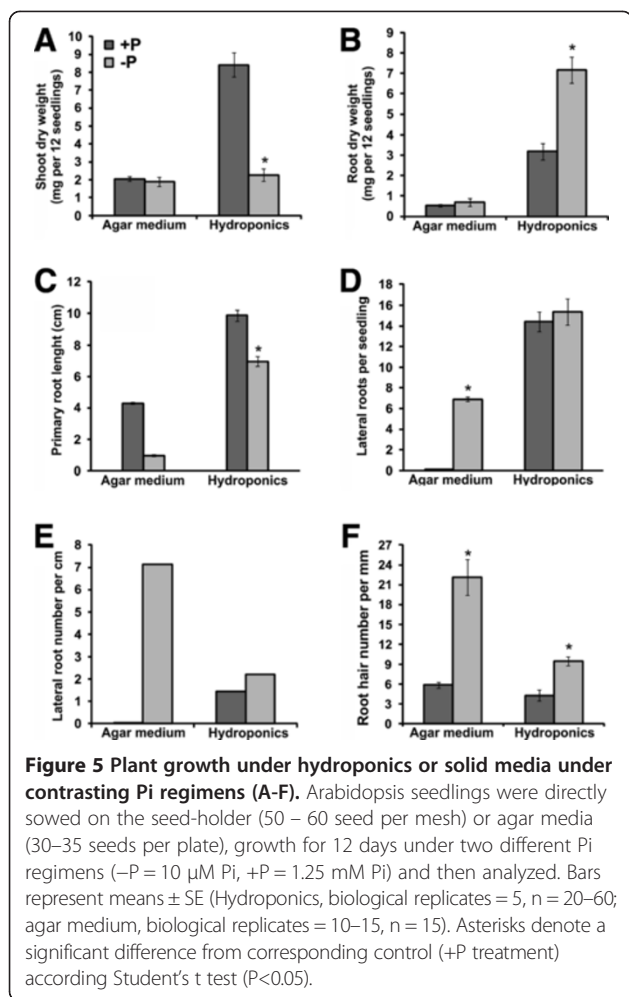 A
+P
-P
Shoot dry weight
(mg per 12 seedlings)
10
9
8
7
6
5
4
3
2
1
0
*
Agar medium
Hydroponics
B
Root dry weight
(mg per 12 seedlings)
9
8
7
6
5
4
3
2
1
0
*
Agar medium
Hydroponics
C
Primary root lenght (cm)
12
10
8
6
4
2
0
*
Agar medium
Hydroponics
D
Lateral roots per seedling
18
16
14
12
10
8
6
4
2
0
*
Agar medium
Hydroponics
E
Lateral root number per cm
8
7
6
5
4
3
2
1
0
Agar medium
Hydroponics
F
Root hair number per mm
27
24
21
18
15
12
9
6
3
0
*
*
Agar medium
Hydroponics
Figure 5 Plant growth under hydroponics or solid media under
contrasting Pi regimens (A-F). Arabidopsis seedlings were directly
sowed on the seed-holder (50 – 60 seed per mesh) or agar media
(30–35 seeds per plate), growth for 12 days under two different Pi
regimens (−P = 10 μM Pi, +P = 1.25 mM Pi) and then analyzed. Bars
represent means ± SE (Hydroponics, biological replicates = 5, n = 20–60;
agar medium, biological replicates = 10–15, n = 15). Asterisks denote a
significant difference from corresponding control (+P treatment)
according Student's t test (P<0.05).